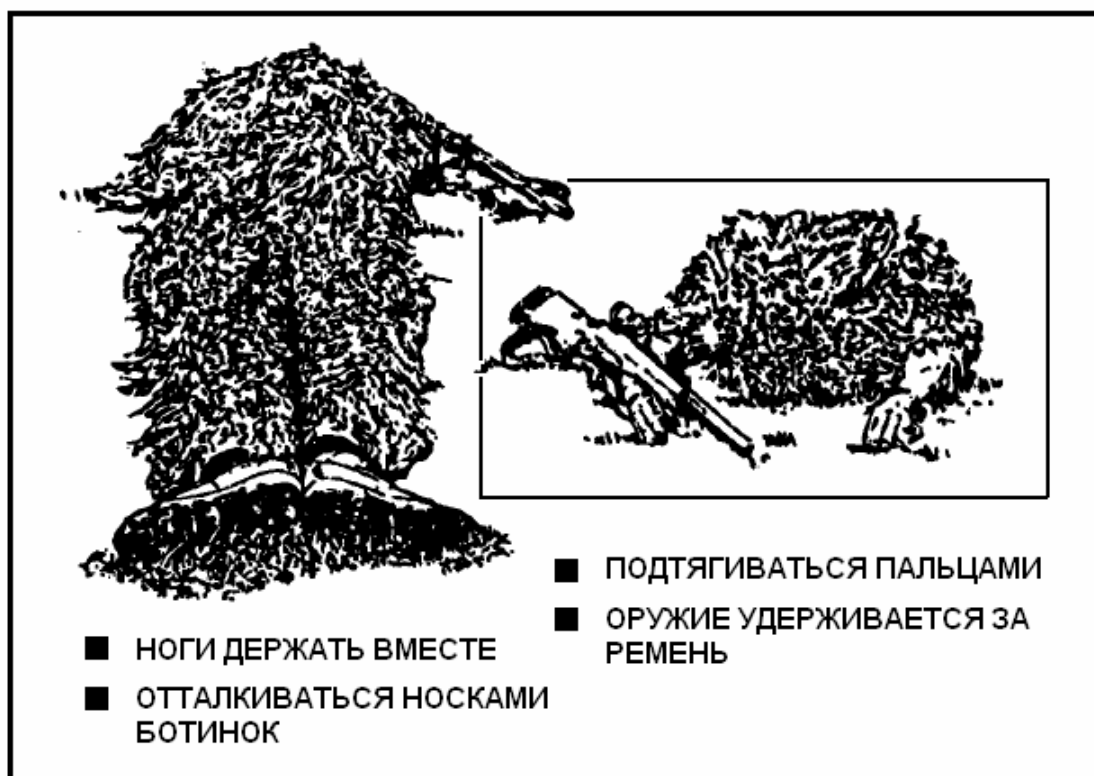 ПОДТЯГИВАТЬСЯ ПАЛЬЦАМИ
ОРУЖИЕ УДЕРЖИВАЕТСЯ ЗА
РЕМЕНЬ
НОГИ ДЕРЖАТЬ ВМЕСТЕ
ОТТАЛКИВАТЬСЯ НОСКАМИ
БОТИНОК